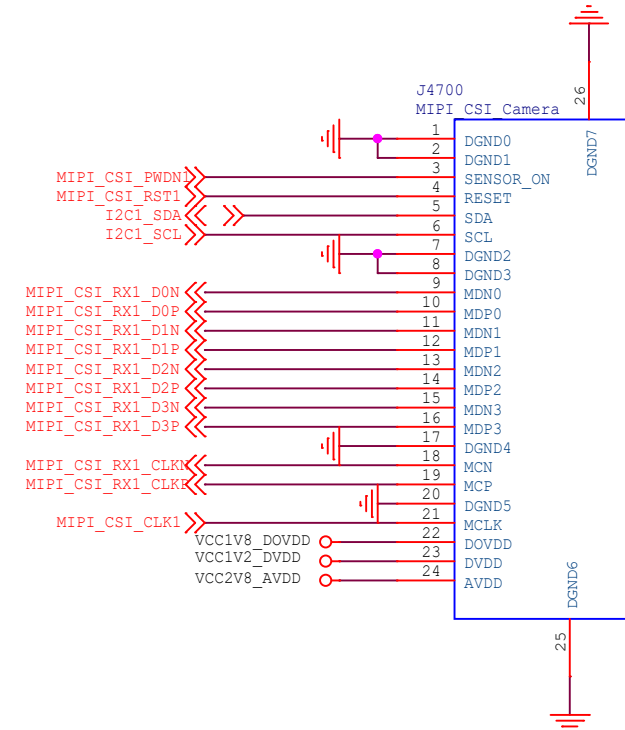 J4700
MIPI_CSI_Camera
26
DGND7
1 DGND0
2 DGND1
MIPI_CSI_PWDN1 3 SENSOR_ON
MIPI_CSI_RST1 4 RESET
I2C1_SDA 5 SDA
I2C1_SCL 6 SCL
7 DGND2
8 DGND3
MIPI_CSI_RX1_D0N 9 MDN0
MIPI_CSI_RX1_D0P 10 MDP0
MIPI_CSI_RX1_D1N 11 MDN1
MIPI_CSI_RX1_D1P 12 MDP1
MIPI_CSI_RX1_D2N 13 MDN2
MIPI_CSI_RX1_D2P 14 MDP2
MIPI_CSI_RX1_D3N 15 MDN3
MIPI_CSI_RX1_D3P 16 MDP3
17 DGND4
MIPI_CSI_RX1_CLKN 18 MCN
MIPI_CSI_RX1_CLKP 19 MCP
20 DGND5
MIPI_CSI_CLK1 21 MCLK
VCC1V8_DOVDD 22 DOVDD
VCC1V2_DVDD 23 DVDD
VCC2V8_AVDD 24 AVDD
DGND6
25